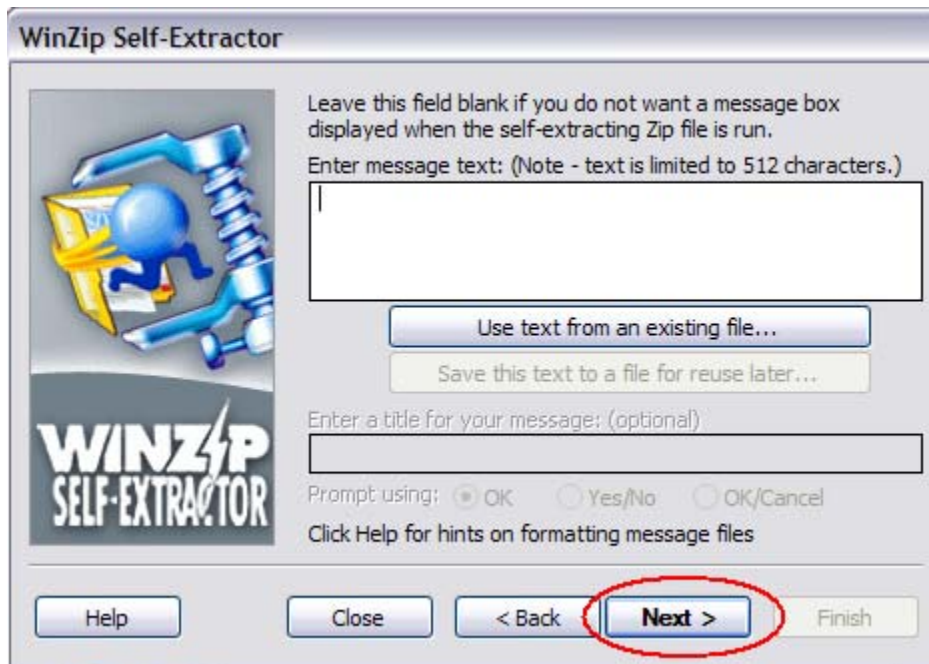 WinZip Self-Extractor
Leave this field blank if you do not want a message box
displayed when the self-extracting Zip file is run.
Enter message text: (Note - text is limited to 512 characters.)
Use text from an existing file...
Save this text to a file for reuse later...
Enter a title for your message: (optional)
Prompt using: OK Yes/No OK/Cancel
Click Help for hints on formatting message files
WINZIP
SELF-EXTRACTOR
Help Close < Back Next > Finish